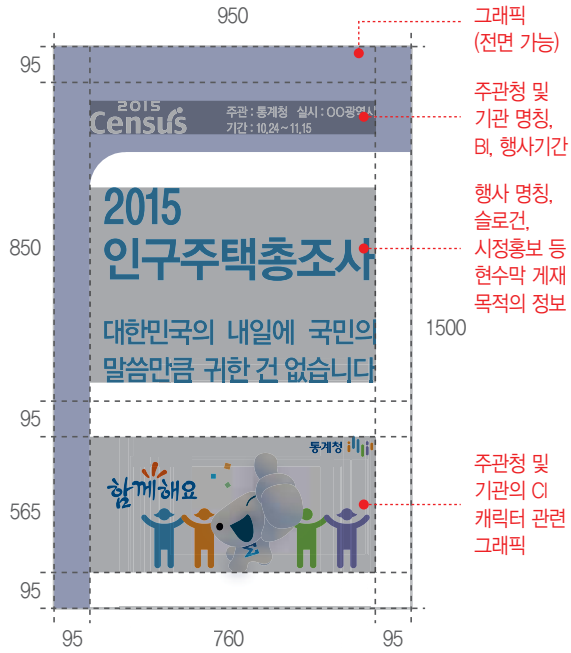 950
그래픽
(전면 가능)
95
주관청 및
기관 명칭,
BI, 행사기간
2015
Census
주관 : 통계청 실시 : OO광역시
기간 : 10.24 ~ 11.15
행사 명칭,
슬로건,
시정홍보 등
현수막 게재
목적의 정보
2015
인구주택총조사
850
대한민국의 내일에 국민의
말씀만큼 귀한 건 없습니다
1500
95
통계청
함께해요
주관청 및
기관의 CI
캐릭터 관련
그래픽
565
95
95
760
95